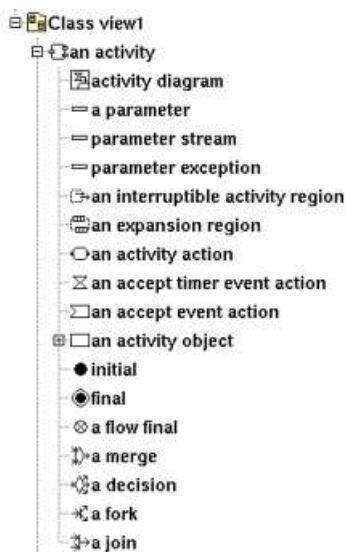 Class view1
an activity
activity diagram
a parameter
parameter stream
parameter exception
an interruptible activity region
an expansion region
an activity action
an accept timer event action
an accept event action
an activity object
initial
final
a flow final
a merge
a decision
a fork
a join